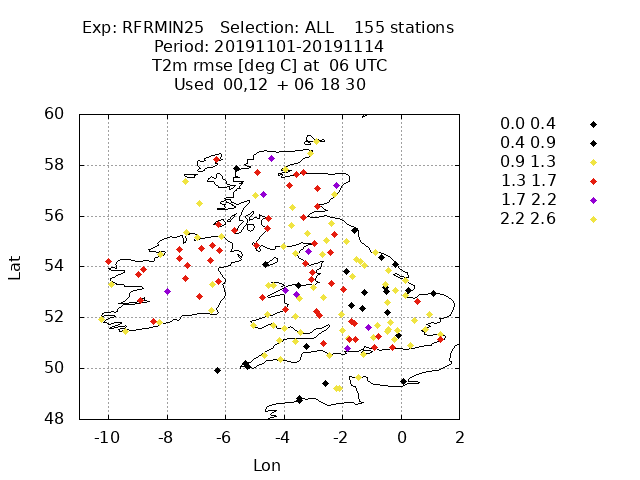 Exp: RFRMIN25 Selection: ALL 155 stations
Period: 20191101-20191114
T2m rmse [deg C] at 06 UTC
Used 00,12 + 06 18 30
60
58
56
54
52
50
48
Lat
-10 -8 -6 -4 -2 0 2
Lon
0.0 0.4
0.4 0.9
0.9 1.3
1.3 1.7
1.7 2.2
2.2 2.6